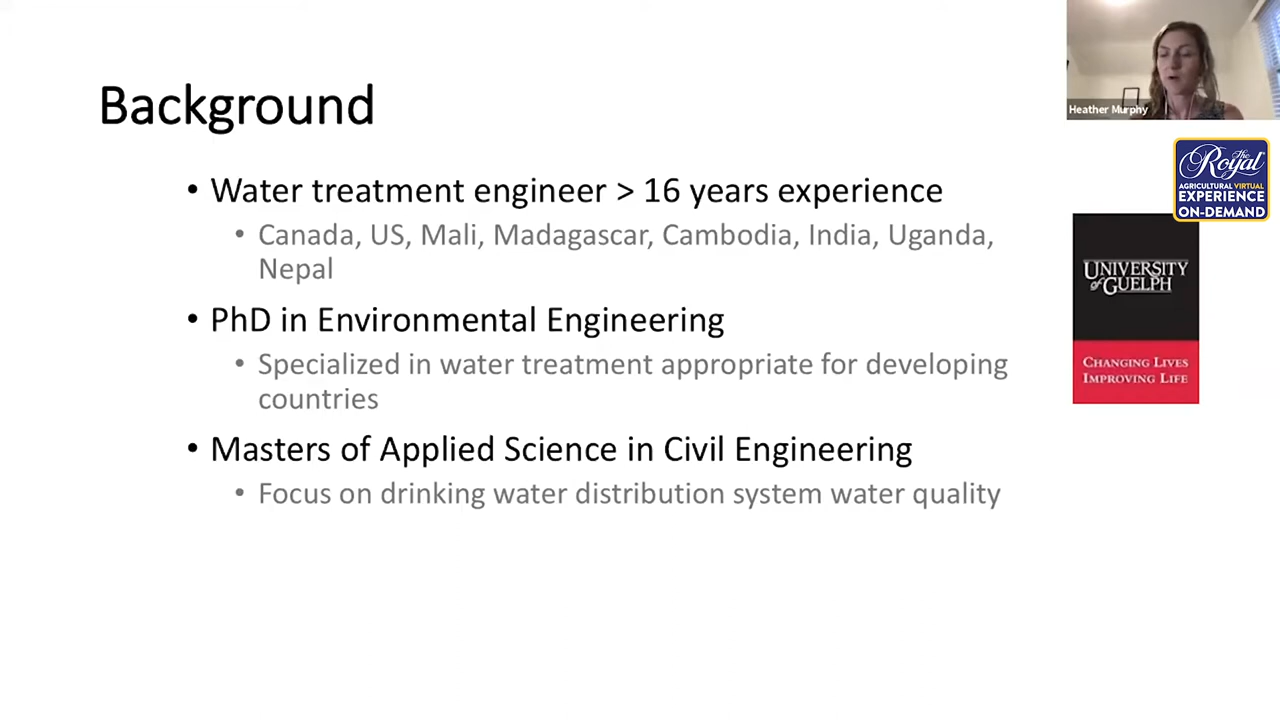 Background
• Water treatment engineer > 16 years experience
• Canada, US, Mali, Madagascar, Cambodia, India, Uganda,
Nepal
• PhD in Environmental Engineering
• Specialized in water treatment appropriate for developing
countries
• Masters of Applied Science in Civil Engineering
• Focus on drinking water distribution system water quality
Heather Murphy
The
Royal
AGRICULTURAL VIRTUAL
EXPERIENCE
ON-DEMAND
UNIVERSITY
OF GUELPH
CHANGING LIVES
IMPROVING LIFE